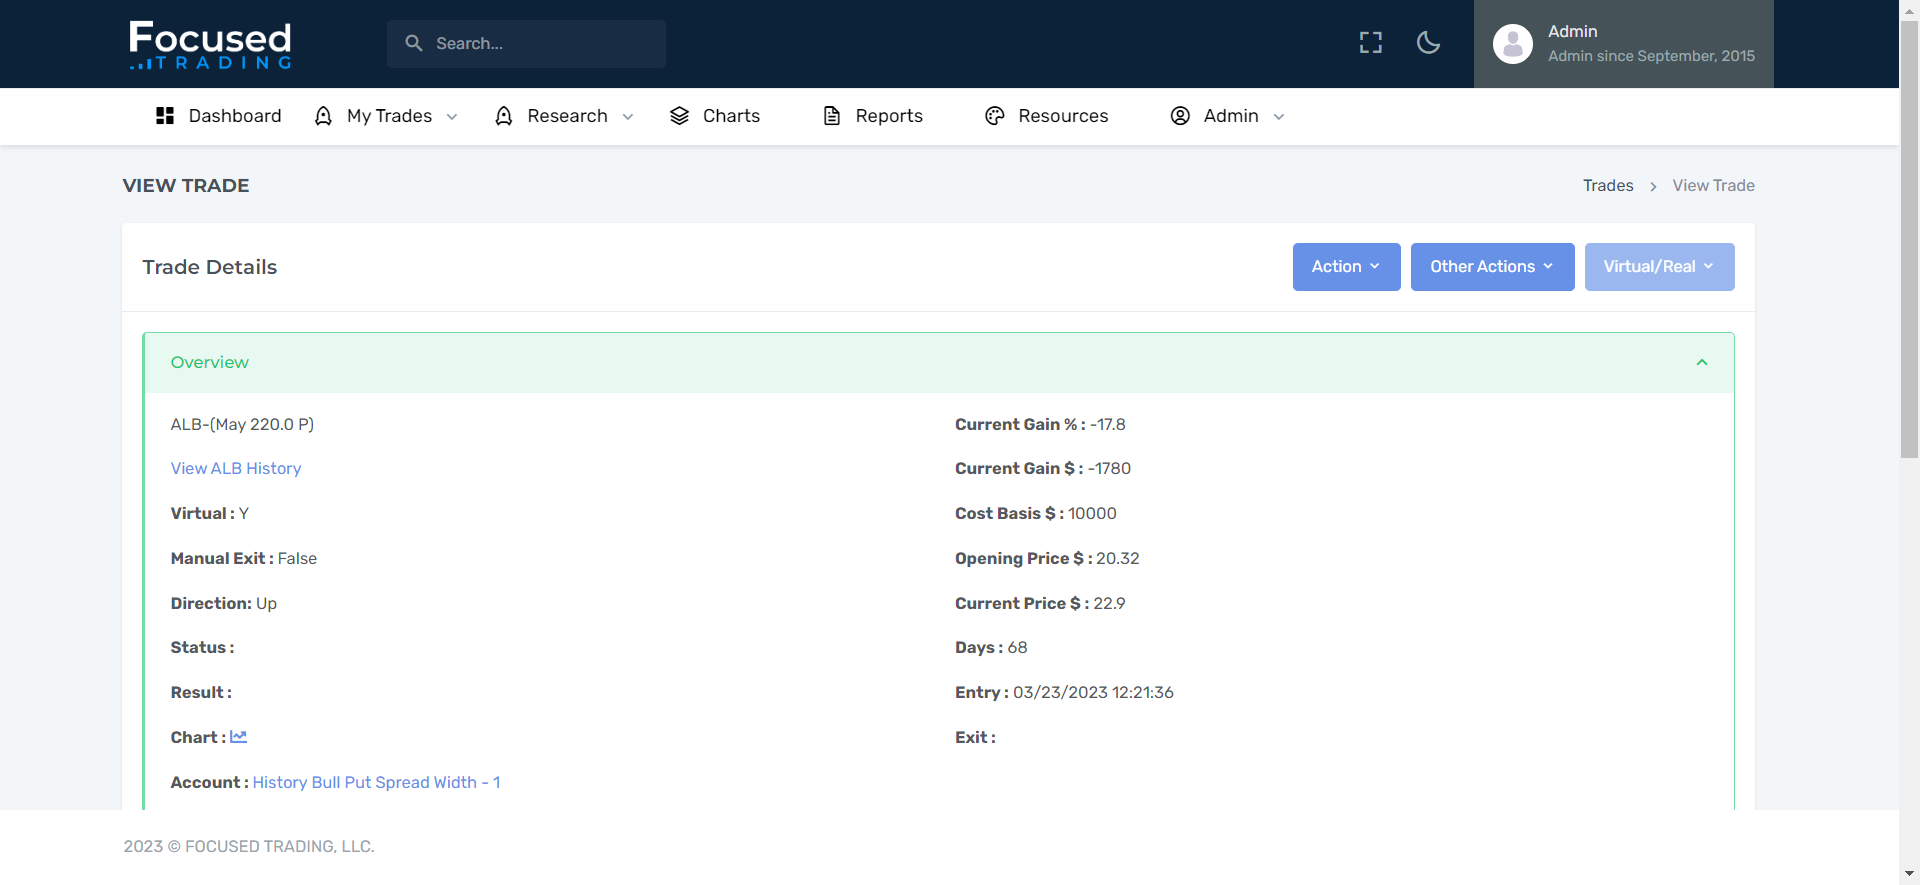 Focused
TRADING
Search...
Admin
Admin since September, 2015
Dashboard
My Trades
Research
Charts
Reports
Resources
Admin
VIEW TRADE
Trades > View Trade
Trade Details
Action
Other Actions
Virtual/Real
Overview
ALB-(May 220.0 P)
View ALB History
Virtual : Y
Manual Exit : False
Direction: Up
Status :
Result :
Chart :
Account : History Bull Put Spread Width - 1
Current Gain % : -17.8
Current Gain $ : -1780
Cost Basis $ : 10000
Opening Price $ : 20.32
Current Price $ : 22.9
Days : 68
Entry : 03/23/2023 12:21:36
Exit :
2023 © FOCUSED TRADING, LLC.